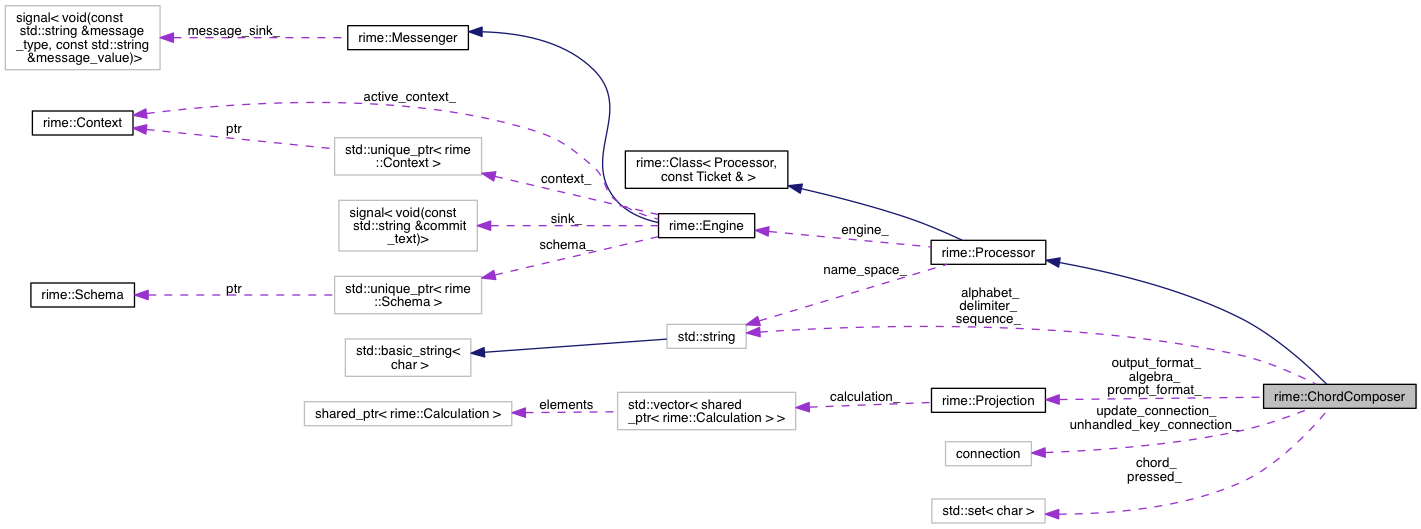 signal< void(const
std::string &message
_type, const std::string
&message_value)>
message_sink_
rime::Messenger
rime::Context
active_context_
ptr
std::unique_ptr< rime
::Context >
context_
rime::Class< Processor,
const Ticket & >
signal< void(const
std::string &commit
_text)>
sink_
rime::Engine
engine_
rime::Processor
schema_
name_space_
rime::Schema
ptr
std::unique_ptr< rime
::Schema >
alphabet_
delimiter_
sequence_
std::string
std::basic_string<
char >
output_format_
algebra_
prompt_format_
rime::ChordComposer
shared_ptr< rime::Calculation >
elements
std::vector< shared
_ptr< rime::Calculation > >
calculation_
rime::Projection
update_connection_
unhandled_key_connection_
connection
chord_
pressed_
std::set< char >